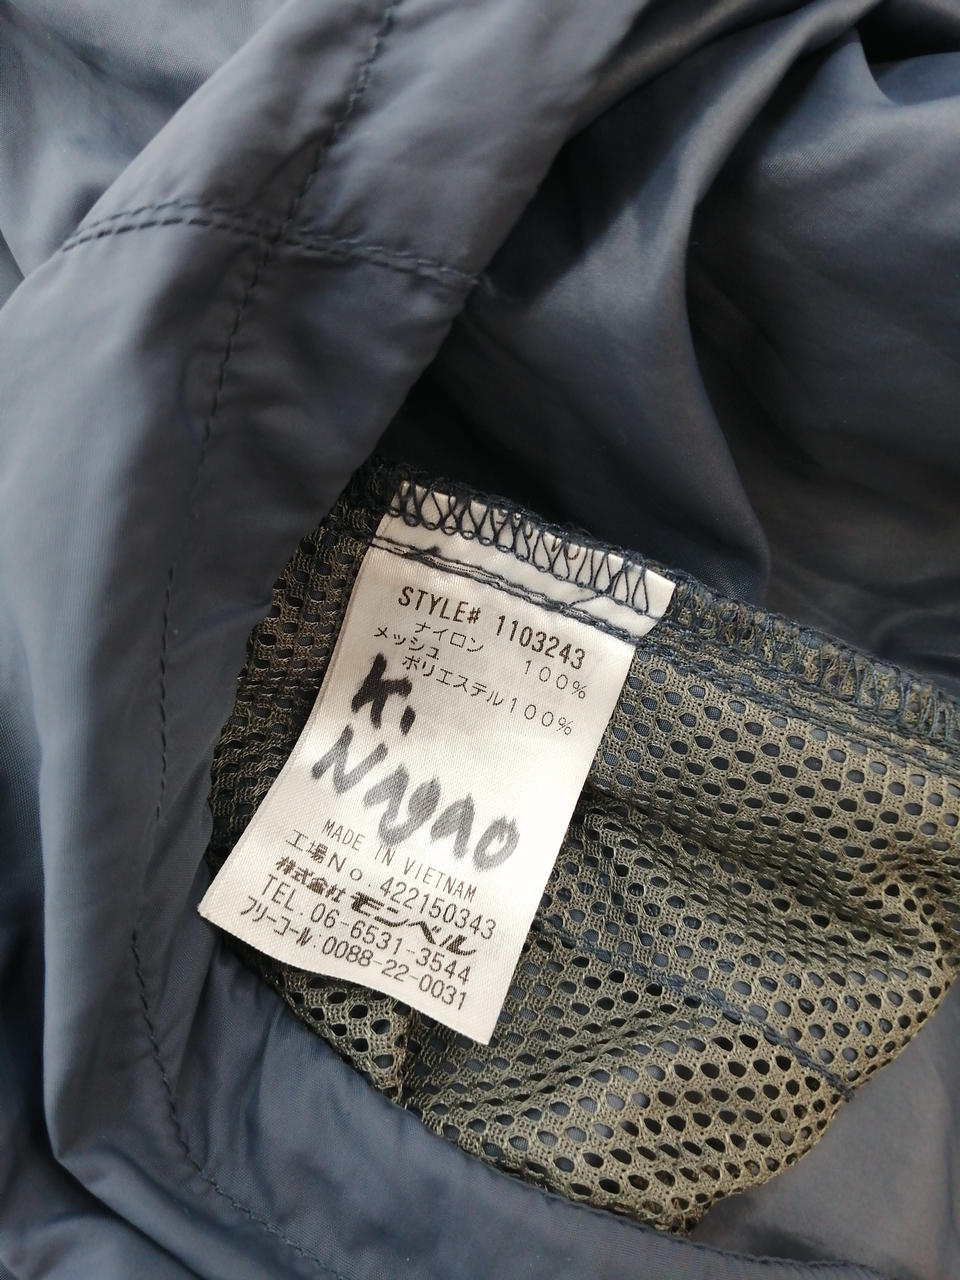 STYLE# 1103243
ナイロン 100%
メッシュ
ポリエステル100%
K.
Nagao
MADE IN VIETNAM
工場No.422150343
株式会社モンベル
TEL.06-6531-3544
フリーコール:0088-22-0031